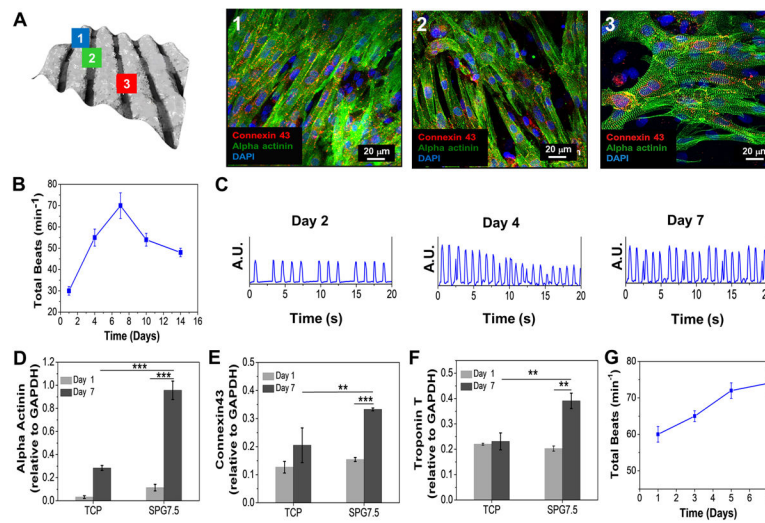 A
1
2
3
1
Connexin 43
Alpha actinin
DAPI
20 µm
2
Connexin 43
Alpha actinin
DAPI
20 µm
3
Connexin 43
Alpha actinin
DAPI
20 µm
B
Total Beats (min⁻¹)
80
70
60
50
40
30
20
0 2 4 6 8 10 12 14 16
Time (Days)
C
Day 2
A.U.
0 5 10 15 20
Time (s)
Day 4
A.U.
0 5 10 15 20
Time (s)
Day 7
A.U.
0 5 10 15 20
Time (s)
D
Alpha Actinin
(relative to GAPDH)
1.2
1.0
0.8
0.6
0.4
0.2
0.0
Day 1
Day 7
***
***
TCP SPG7.5
E
Connexin43
(relative to GAPDH)
0.5
0.4
0.3
0.2
0.1
0.0
Day 1
Day 7
**
***
TCP SPG7.5
F
Troponin T
(relative to GAPDH)
0.5
0.4
0.3
0.2
0.1
0.0
Day 1
Day 7
**
**
TCP SPG7.5
G
Total Beats (min⁻¹)
80
70
60
50
1 3 5 7
Time (Days)